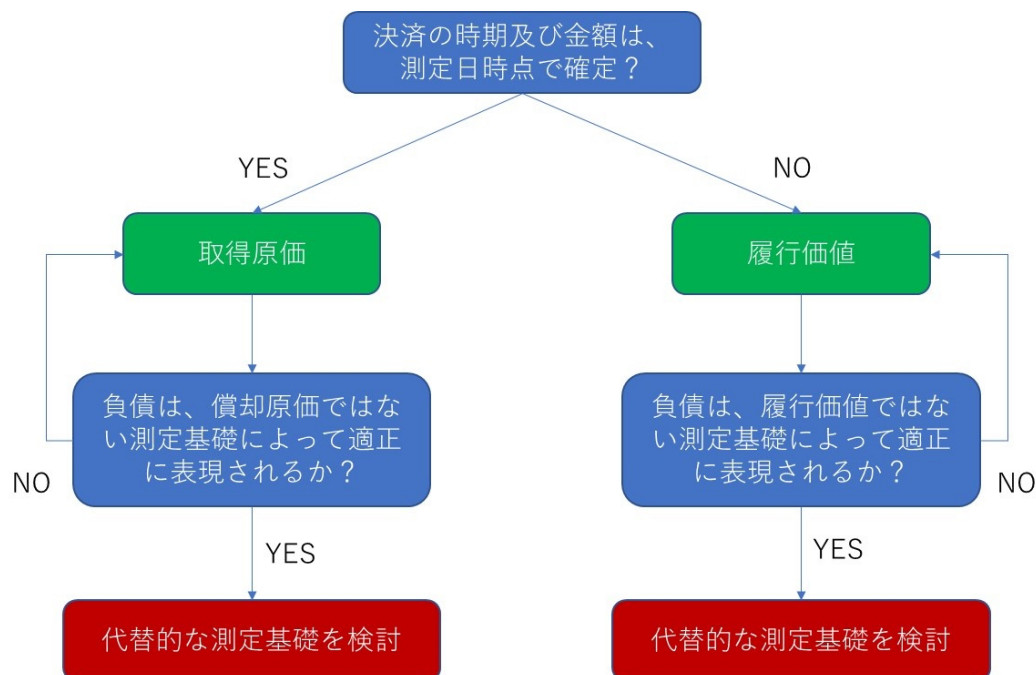 決済の時期及び金額は、
測定日時点で確定？
YES
NO
取得原価
履行価値
負債は、償却原価ではな
い測定基礎によって適正
に表現されるか？
負債は、履行価値ではな
い測定基礎によって適正
に表現されるか？
NO
NO
YES
YES
代替的な測定基礎を検討
代替的な測定基礎を検討